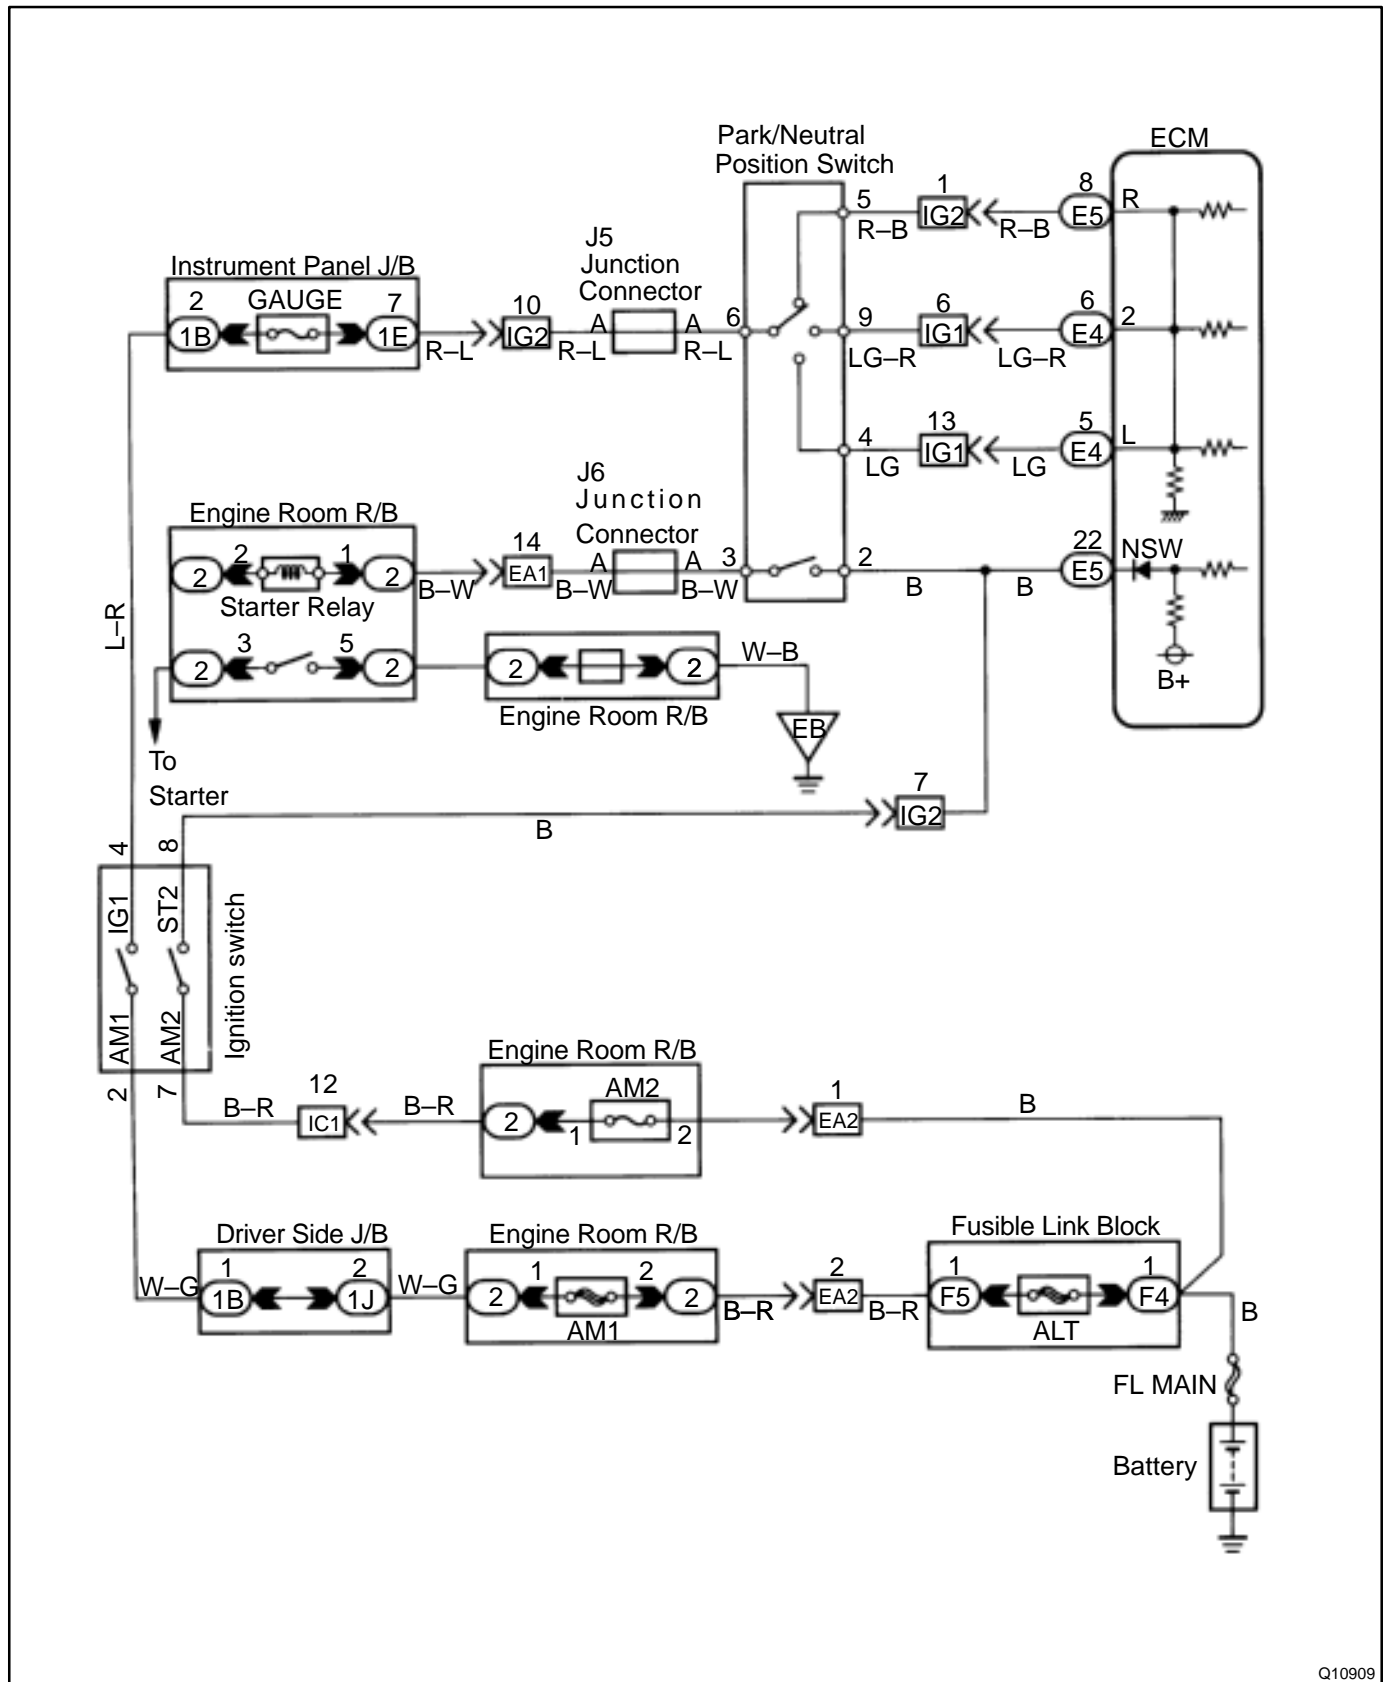 Park/Neutral
Position Switch
ECM
5
R–B
1
IG2
R–B
8
E5
R
J5
Junction
Connector
Instrument Panel J/B
2
GAUGE
7
1B
1E
R–L
10
IG2
R–L
A
A
R–L
6
9
LG–R
6
IG1
LG–R
6
E4
2
4
LG
13
IG1
LG
5
E4
L
J6
Junction
Connector
Engine Room R/B
2
2
1
2
Starter Relay
B–W
14
EA1
B–W
A
A
B–W
3
2
B
B
22
E5
NSW
B+
L–R
2
3
5
2
2
2
W–B
Engine Room R/B
EB
To
Starter
7
IG2
B
4
8
IG1
ST2
Ignition switch
AM1
AM2
2
7
B–R
12
IC1
B–R
Engine Room R/B
AM2
2
1
2
1
EA2
B
Driver Side J/B
1
2
W–G
1B
1J
W–G
Engine Room R/B
2
1
2
2
AM1
B–R
2
EA2
B–R
Fusible Link Block
1
1
F5
F4
ALT
B
FL MAIN
Battery
Q10909